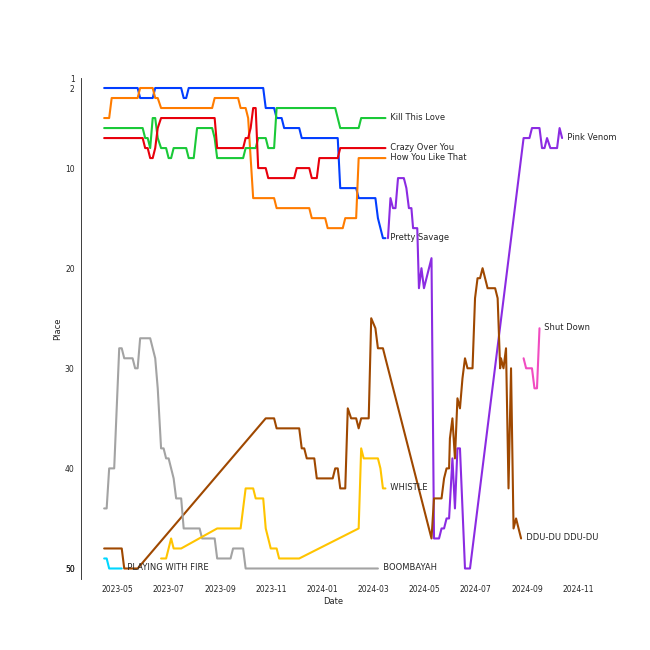 1
2
10
20
30
40
50
Place
Kill This Love
Crazy Over You
How You Like That
Pink Venom
Pretty Savage
Shut Down
WHISTLE
DDU-DU DDU-DU
PLAYING WITH FIRE
BOOMBAYAH
2023-05
2023-07
2023-09
2023-11
2024-01
2024-03
2024-05
2024-07
2024-09
2024-11
Date